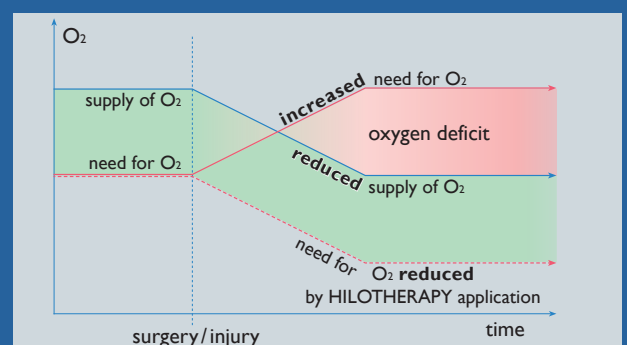 O₂
supply of O₂
need for O₂
increased
need for O₂
oxygen deficit
reduced
supply of O₂
need for
O₂ reduced
by HILOTHERAPY application
surgery/injury
time